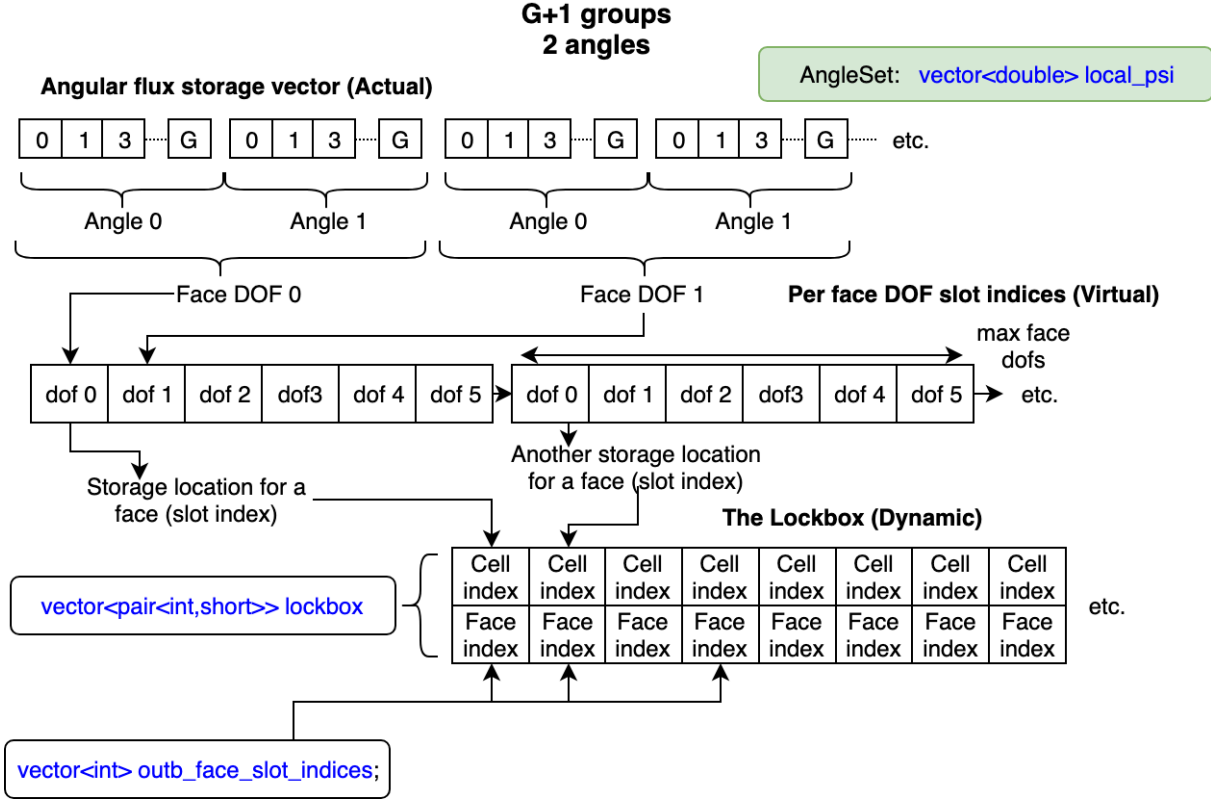 G+1 groups
2 angles
AngleSet: vector<double> local_psi
Angular flux storage vector (Actual)
0 1 3 G 0 1 3 G 0 1 3 G 0 1 3 G etc.
Angle 0 Angle 1 Angle 0 Angle 1
Face DOF 0 Face DOF 1 Per face DOF slot indices (Virtual)
max face
dofs
dof 0 dof 1 dof 2 dof3 dof 4 dof 5 dof 0 dof 1 dof 2 dof3 dof 4 dof 5 etc.
Another storage location
for a face (slot index)
Storage location for a
face (slot index)
The Lockbox (Dynamic)
Cell Cell Cell Cell Cell Cell Cell Cell
index index index index index index index index
vector<pair<int,short>> lockbox etc.
Face Face Face Face Face Face Face Face
index index index index index index index index
vector<int> outb_face_slot_indices;